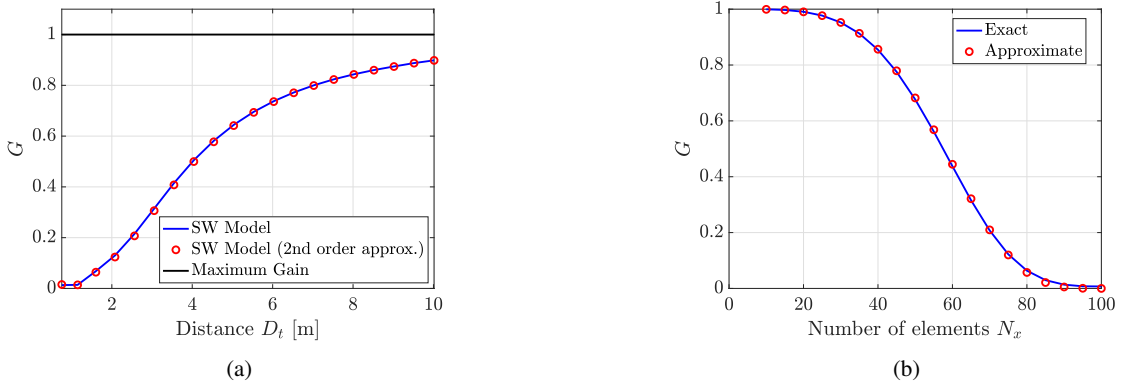 1
0.8
0.6
0.4
0.2
0
G
SW Model
SW Model (2nd order approx.)
Maximum Gain
2
4
6
8
10
Distance D_t [m]
(a)
1
0.8
0.6
0.4
0.2
0
G
Exact
Approximate
0
20
40
60
80
100
Number of elements N_x
(b)